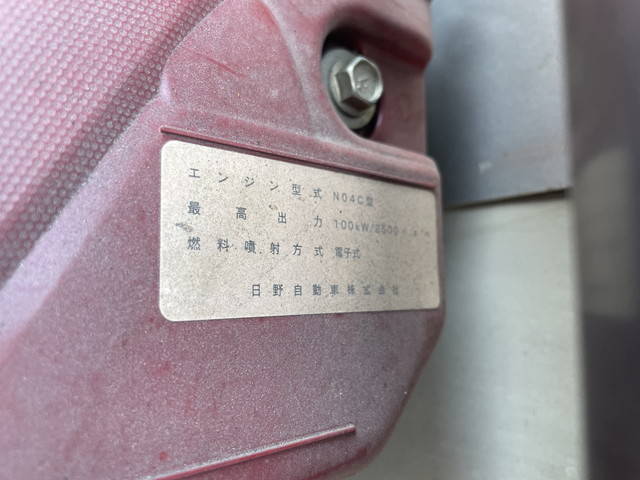 エンジン型式 N04C型
最高出力 100kW/2500
燃料噴射方式 電子式
日野自動車株式会社